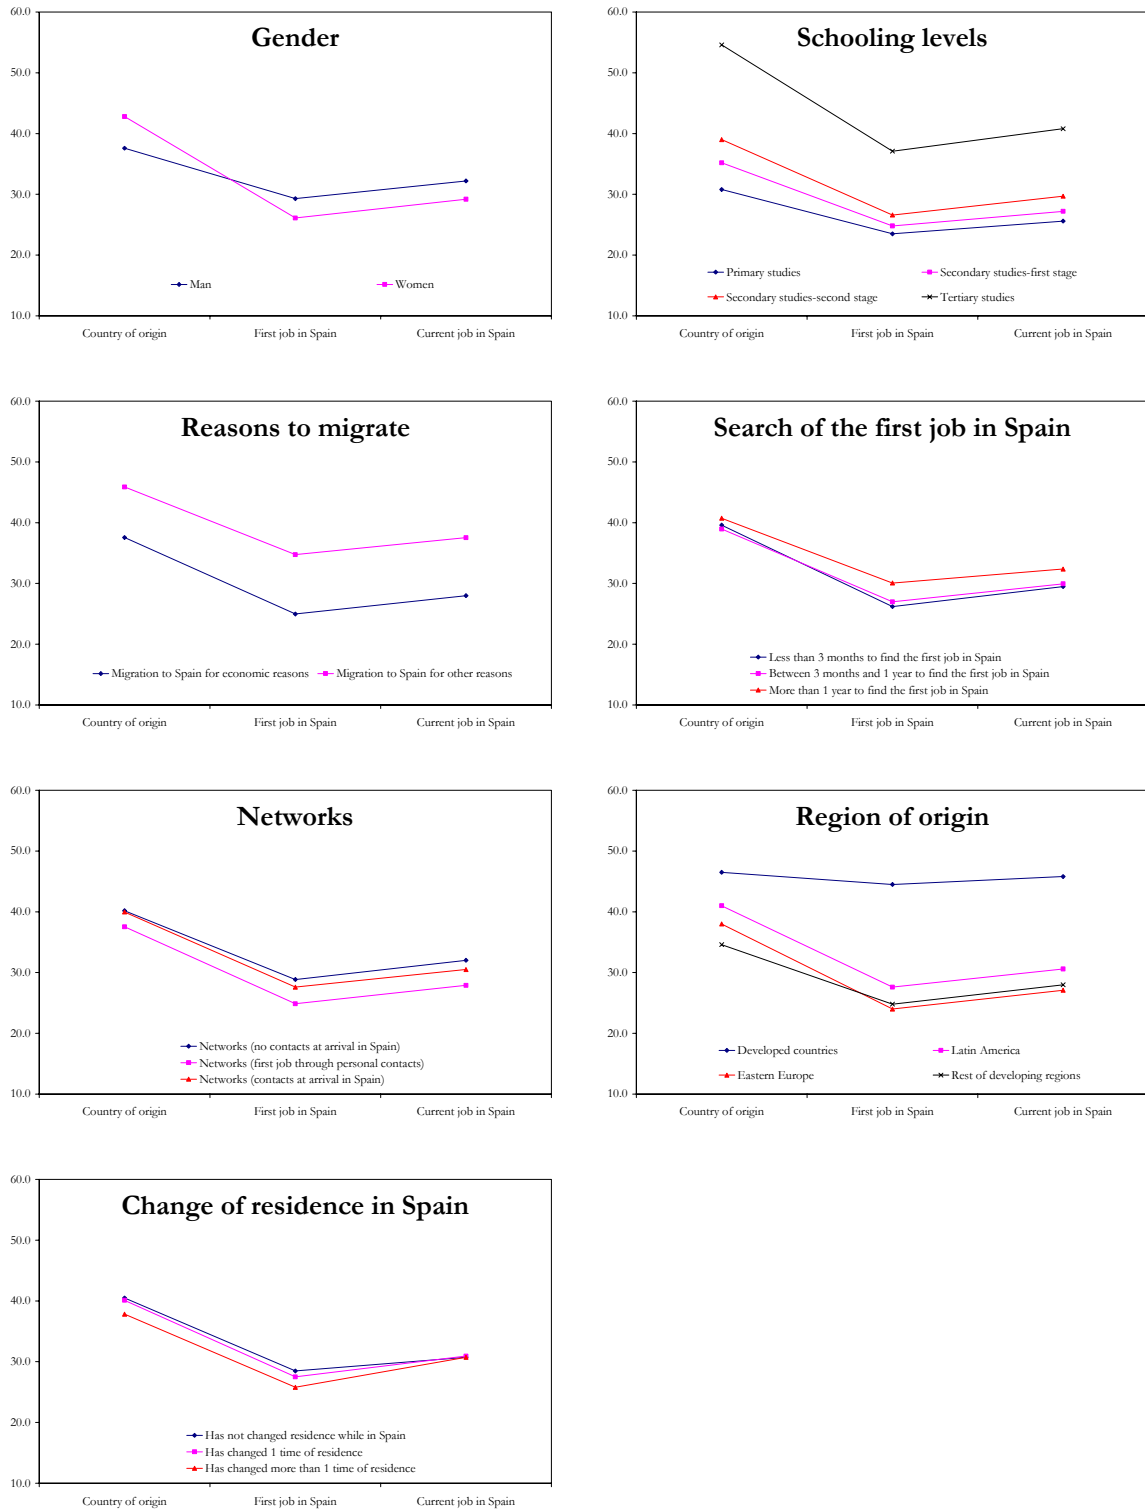 Gender
60.0
50.0
40.0
30.0
20.0
10.0
Man
Women
Country of origin
First job in Spain
Current job in Spain
Schooling levels
60.0
50.0
40.0
30.0
20.0
10.0
Primary studies
Secondary studies-first stage
Secondary studies-second stage
Tertiary studies
Country of origin
First job in Spain
Current job in Spain
Reasons to migrate
60.0
50.0
40.0
30.0
20.0
10.0
Migration to Spain for economic reasons
Migration to Spain for other reasons
Country of origin
First job in Spain
Current job in Spain
Search of the first job in Spain
60.0
50.0
40.0
30.0
20.0
10.0
Less than 3 months to find the first job in Spain
Between 3 months and 1 year to find the first job in Spain
More than 1 year to find the first job in Spain
Country of origin
First job in Spain
Current job in Spain
Networks
60.0
50.0
40.0
30.0
20.0
10.0
Networks (no contacts at arrival in Spain)
Networks (first job through personal contacts)
Networks (contacts at arrival in Spain)
Country of origin
First job in Spain
Current job in Spain
Region of origin
60.0
50.0
40.0
30.0
20.0
10.0
Developed countries
Latin America
Eastern Europe
Rest of developing regions
Country of origin
First job in Spain
Current job in Spain
Change of residence in Spain
60.0
50.0
40.0
30.0
20.0
10.0
Has not changed residence while in Spain
Has changed 1 time of residence
Has changed more than 1 time of residence
Country of origin
First job in Spain
Current job in Spain